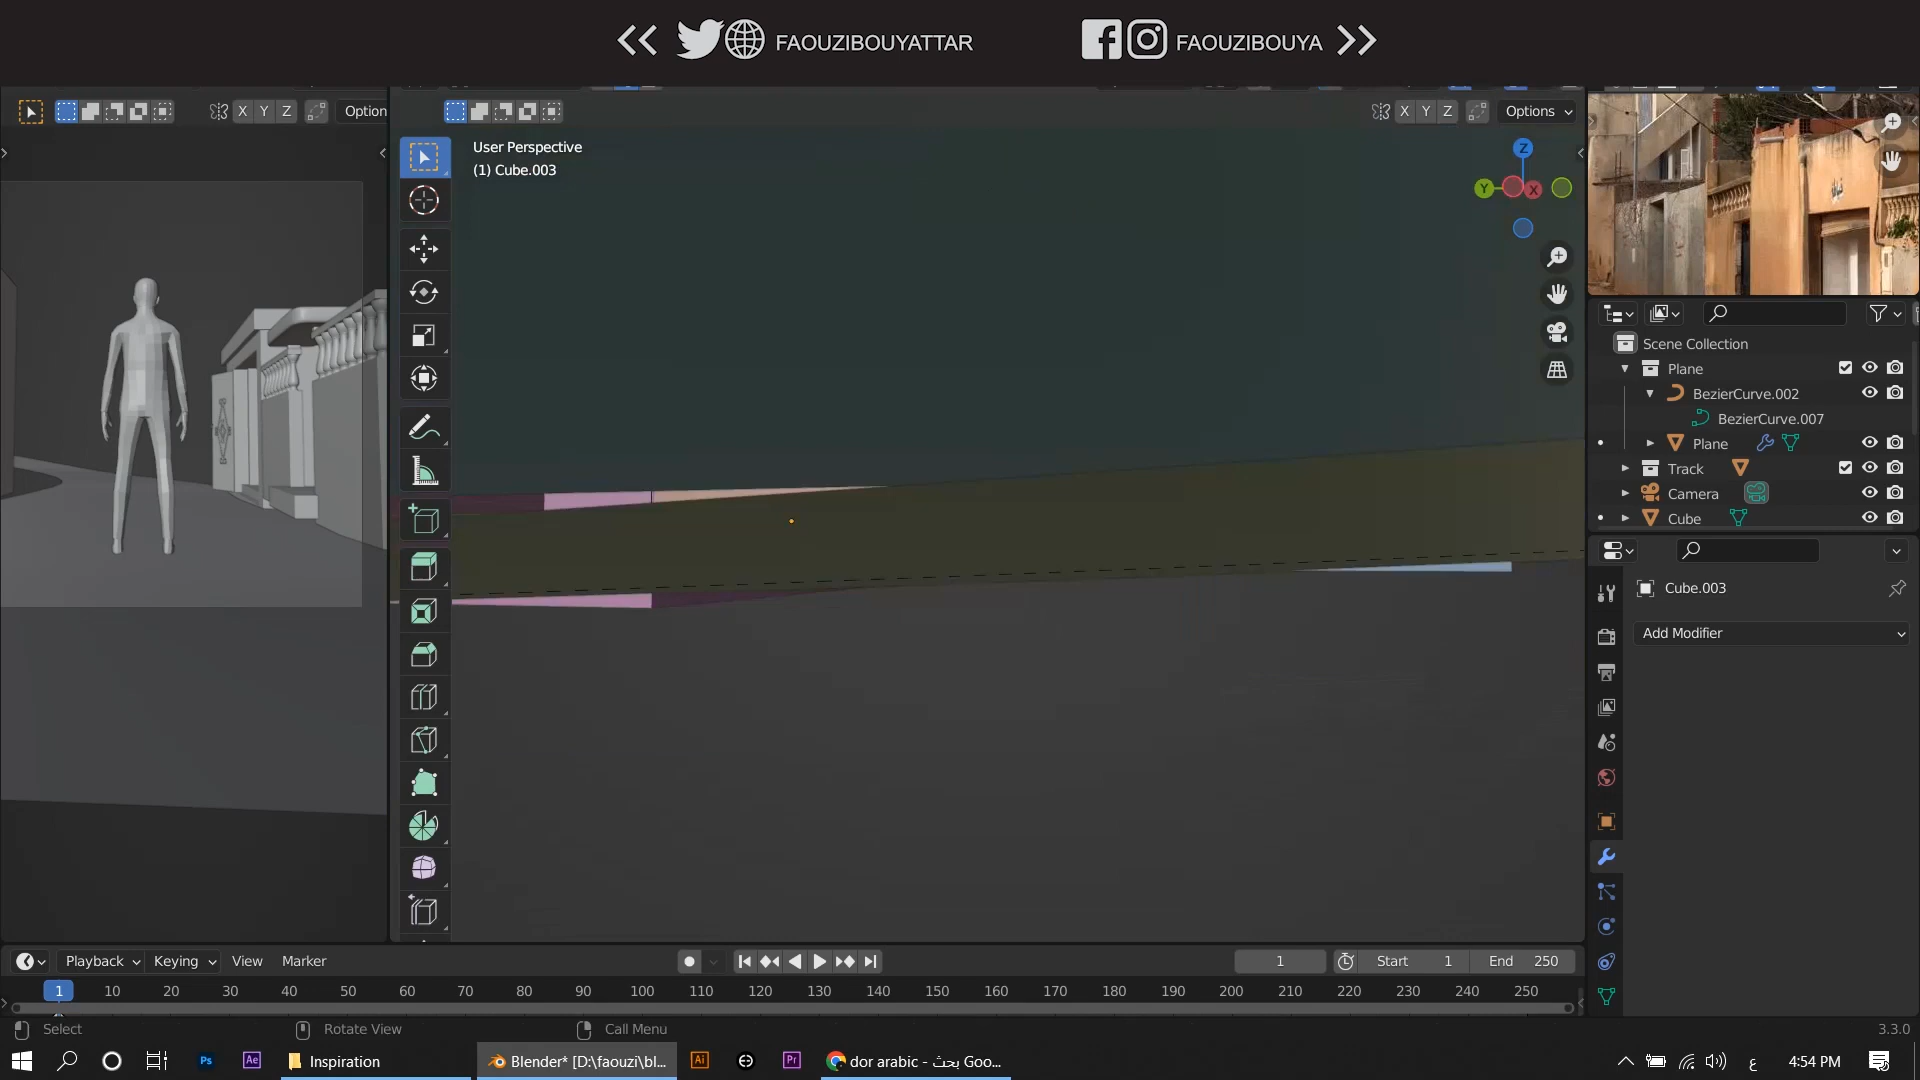 FAOUZIBOUYATTAR
FAOUZIBOUYA
X Y Z
Option
X Y Z
Options
User Perspective
(1) Cube.003
Z
Y
X
Scene Collection
Plane
BezierCurve.002
BezierCurve.007
Plane
Track
Camera
Cube
Cube.003
Add Modifier
Playback
Keying
View
Marker
1
Start 1
End 250
1 10 20 30 40 50 60 70 80 90 100 110 120 130 140 150 160 170 180 190 200 210 220 230 240 250
Select
Rotate View
Call Menu
3.3.0
Ps
Ae
Inspiration
Blender* [D:\faouzi\bl...
Ai
Pr
dor arabic - بحث Goo...
ع
4:54 PM